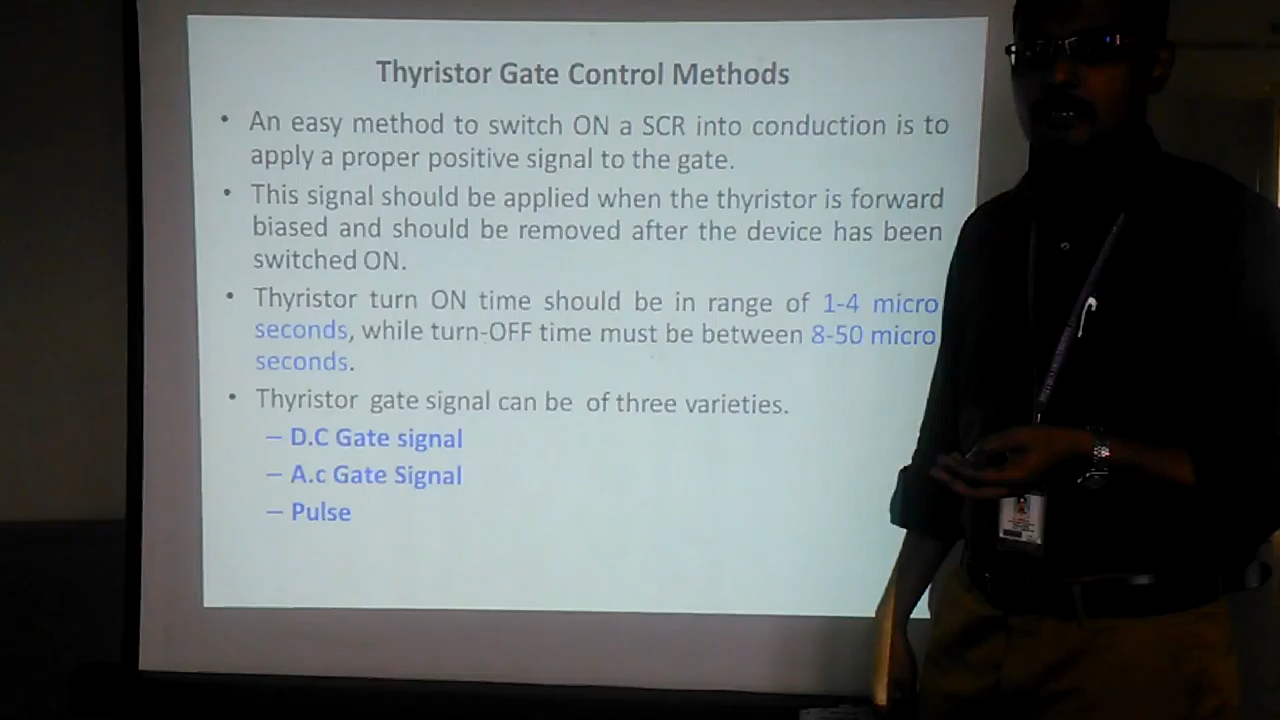 Thyristor Gate Control Methods
• An easy method to switch ON a SCR into conduction is to
apply a proper positive signal to the gate.
• This signal should be applied when the thyristor is forward
biased and should be removed after the device has been
switched ON.
• Thyristor turn ON time should be in range of 1-4 micro
seconds, while turn-OFF time must be between 8-50 micro
seconds.
• Thyristor gate signal can be of three varieties.
– D.C Gate signal
– A.c Gate Signal
– Pulse